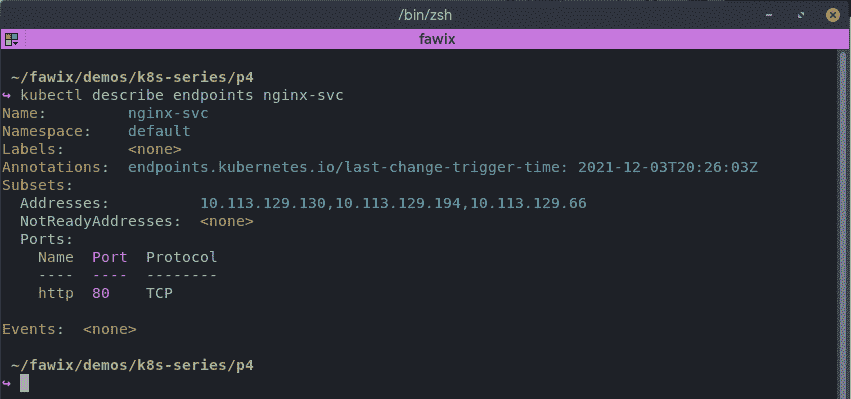 /bin/zsh
fawix
~/fawix/demos/k8s-series/p4
↪ kubectl describe endpoints nginx-svc
Name:         nginx-svc
Namespace:    default
Labels:       <none>
Annotations:  endpoints.kubernetes.io/last-change-trigger-time: 2021-12-03T20:26:03Z
Subsets:
  Addresses:          10.113.129.130,10.113.129.194,10.113.129.66
  NotReadyAddresses:  <none>
  Ports:
    Name  Port  Protocol
    ----  ----  --------
    http  80    TCP
Events:  <none>
~/fawix/demos/k8s-series/p4
↪